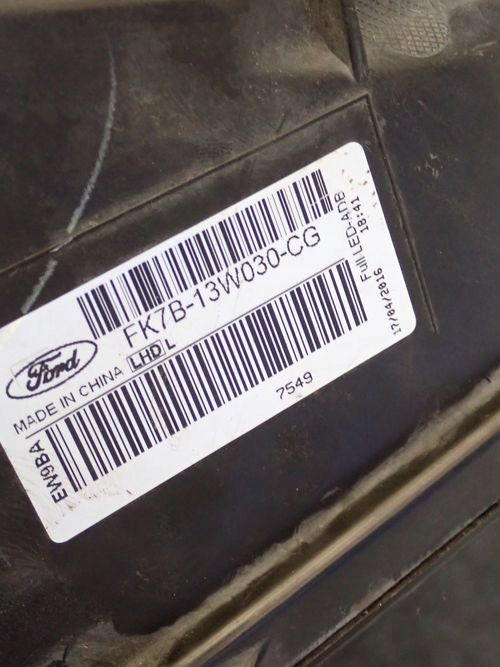 FK7B-13W030-CG
Ford
MADE IN CHINA LHD L
EW9BA
7549
Full LED-ADB
17/04/2016 18:41